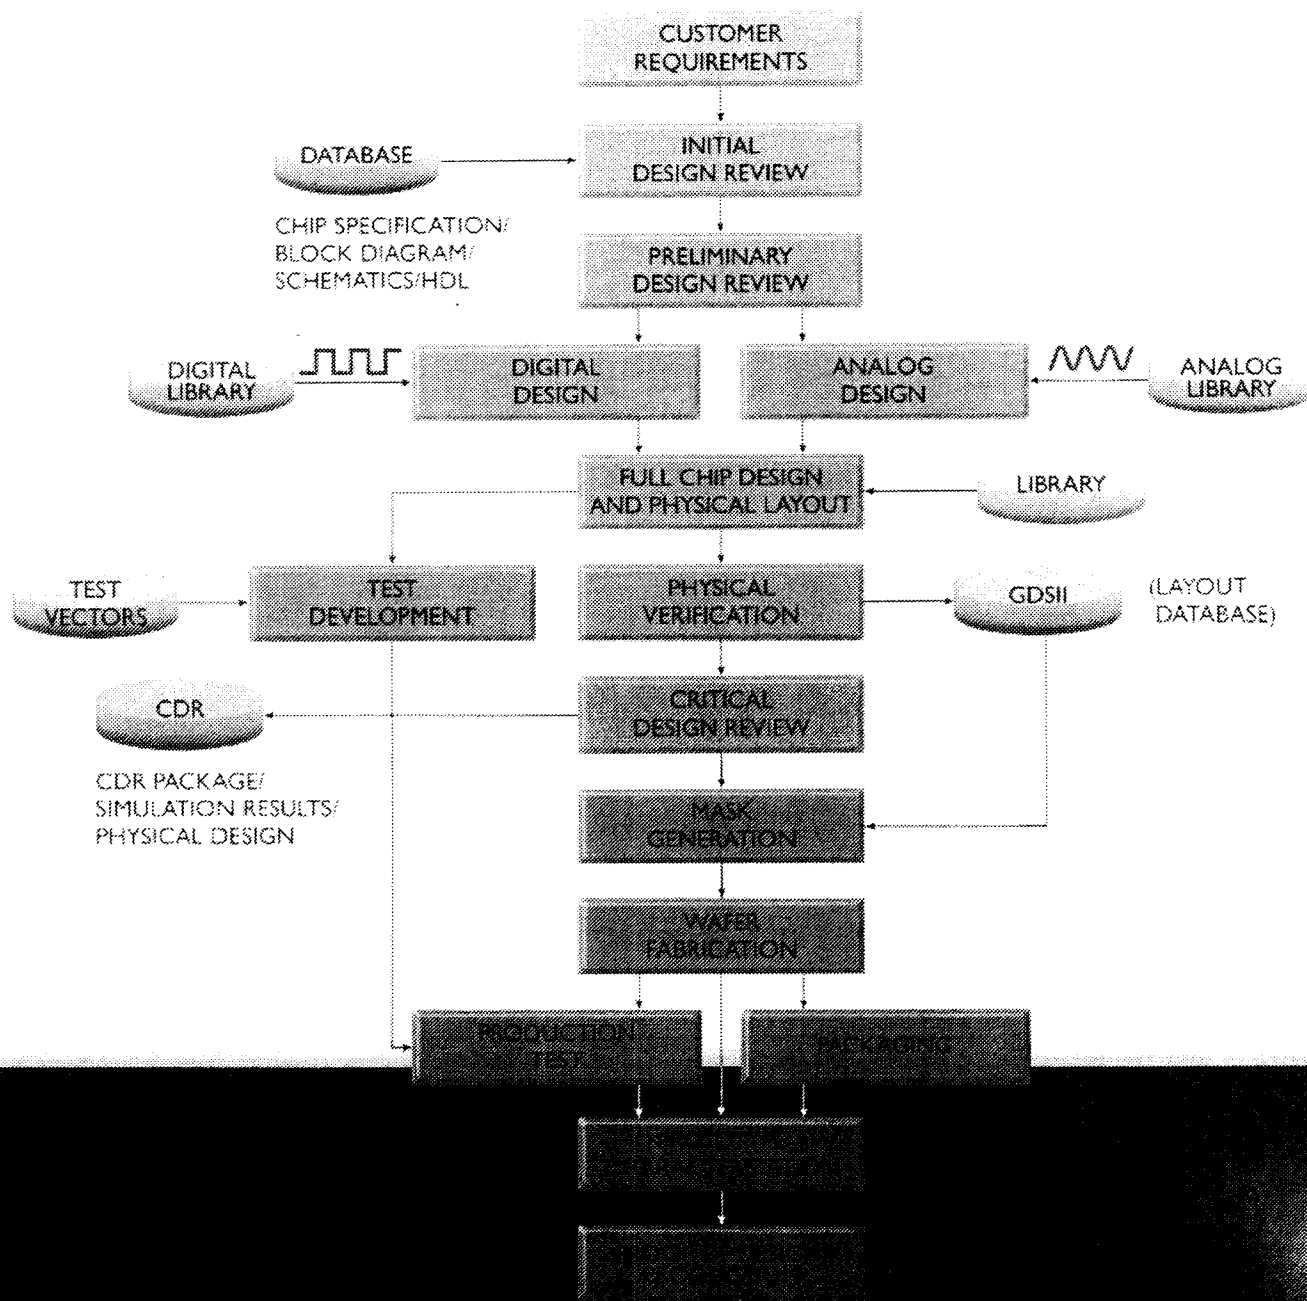 CUSTOMER
REQUIREMENTS
DATABASE
INITIAL
DESIGN REVIEW
CHIP SPECIFICATION/
BLOCK DIAGRAM/
SCHEMATICS/HDL
PRELIMINARY
DESIGN REVIEW
DIGITAL
LIBRARY
DIGITAL
DESIGN
ANALOG
DESIGN
ANALOG
LIBRARY
FULL CHIP DESIGN
AND PHYSICAL LAYOUT
LIBRARY
TEST
VECTORS
TEST
DEVELOPMENT
PHYSICAL
VERIFICATION
GDSII
(LAYOUT
DATABASE)
CDR
CRITICAL
DESIGN REVIEW
CDR PACKAGE/
SIMULATION RESULTS/
PHYSICAL DESIGN
MASK
GENERATION
WAFER
FABRICATION
PRODUCTION
TEST
PACKAGING